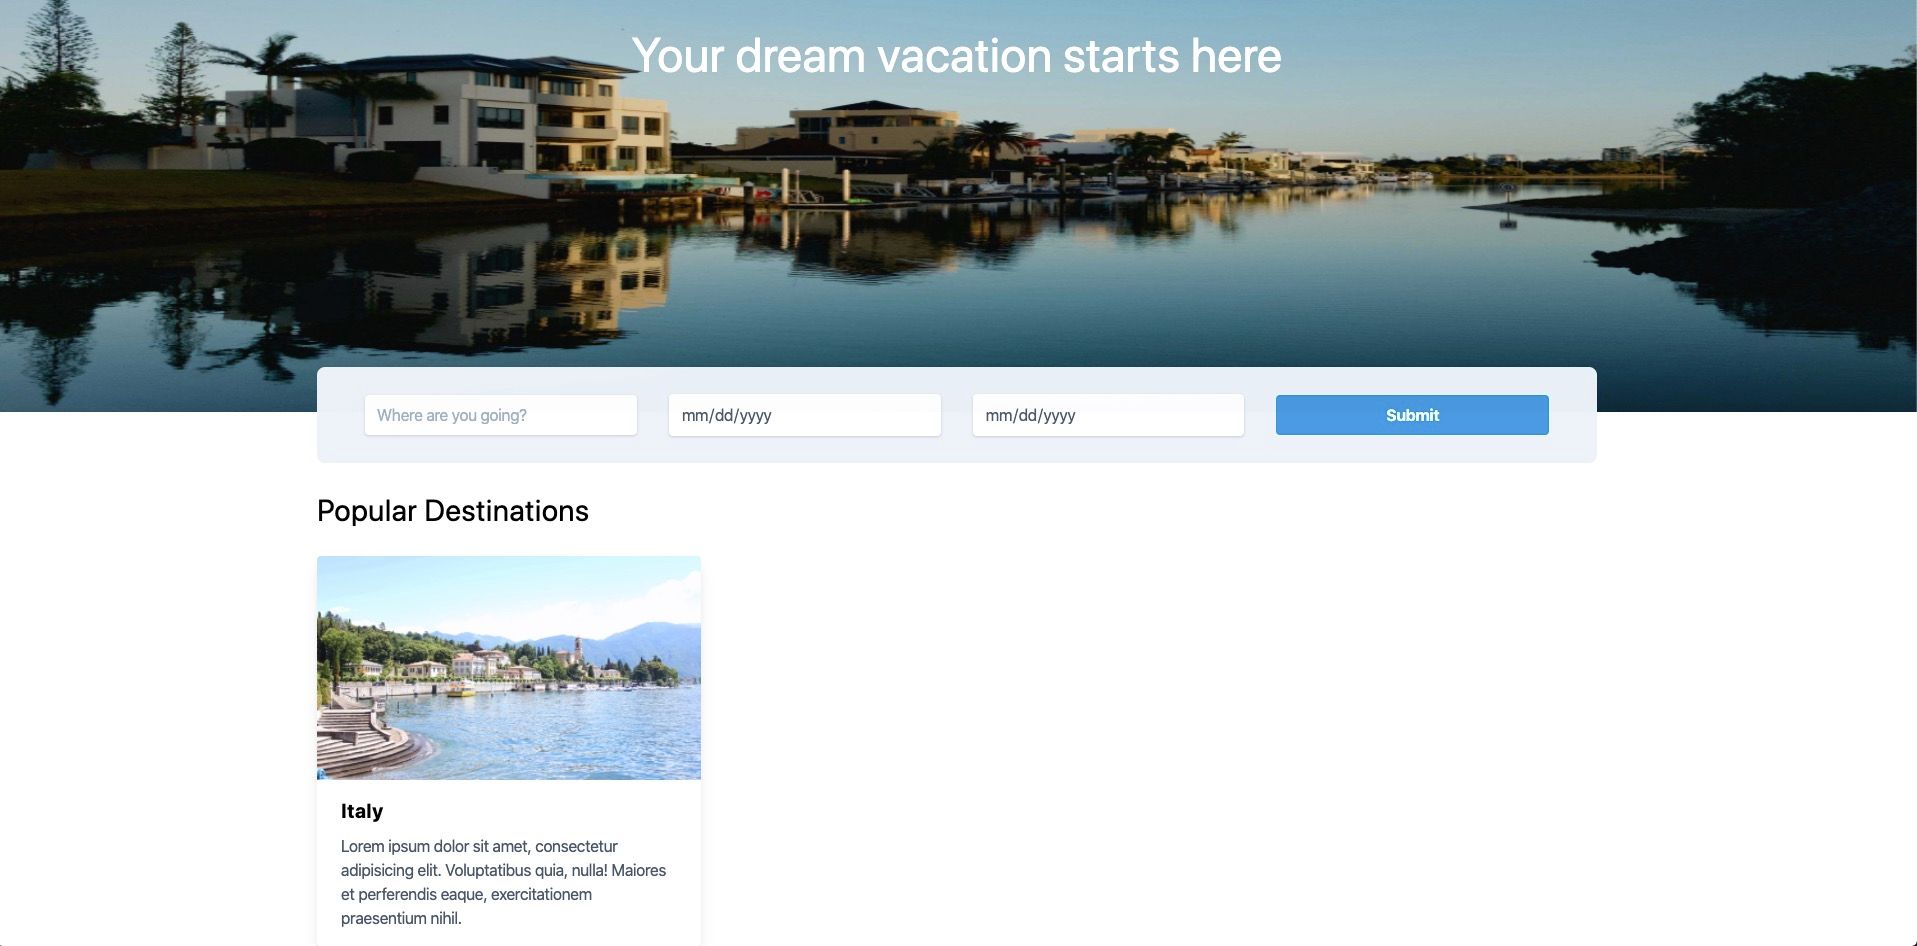 Your dream vacation starts here
Where are you going?
mm/dd/yyyy
mm/dd/yyyy
Submit
Popular Destinations
Italy
Lorem ipsum dolor sit amet, consectetur
adipisicing elit. Voluptatibus quia, nulla! Maiores
et perferendis eaque, exercitationem
praesentium nihil.